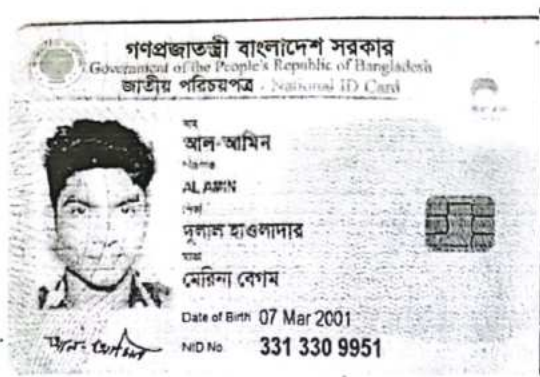 গণপ্রজাতন্ত্রী বাংলাদেশ সরকার
Government of the People's Republic of Bangladesh
জাতীয় পরিচয়পত্র - National ID Card
নাম
আল-আমিন
Name
AL AMIN
পিতা
দুলাল হাওলাদার
মাতা
মেরিনা বেগম
Date of Birth 07 Mar 2001
NID No. 331 330 9951